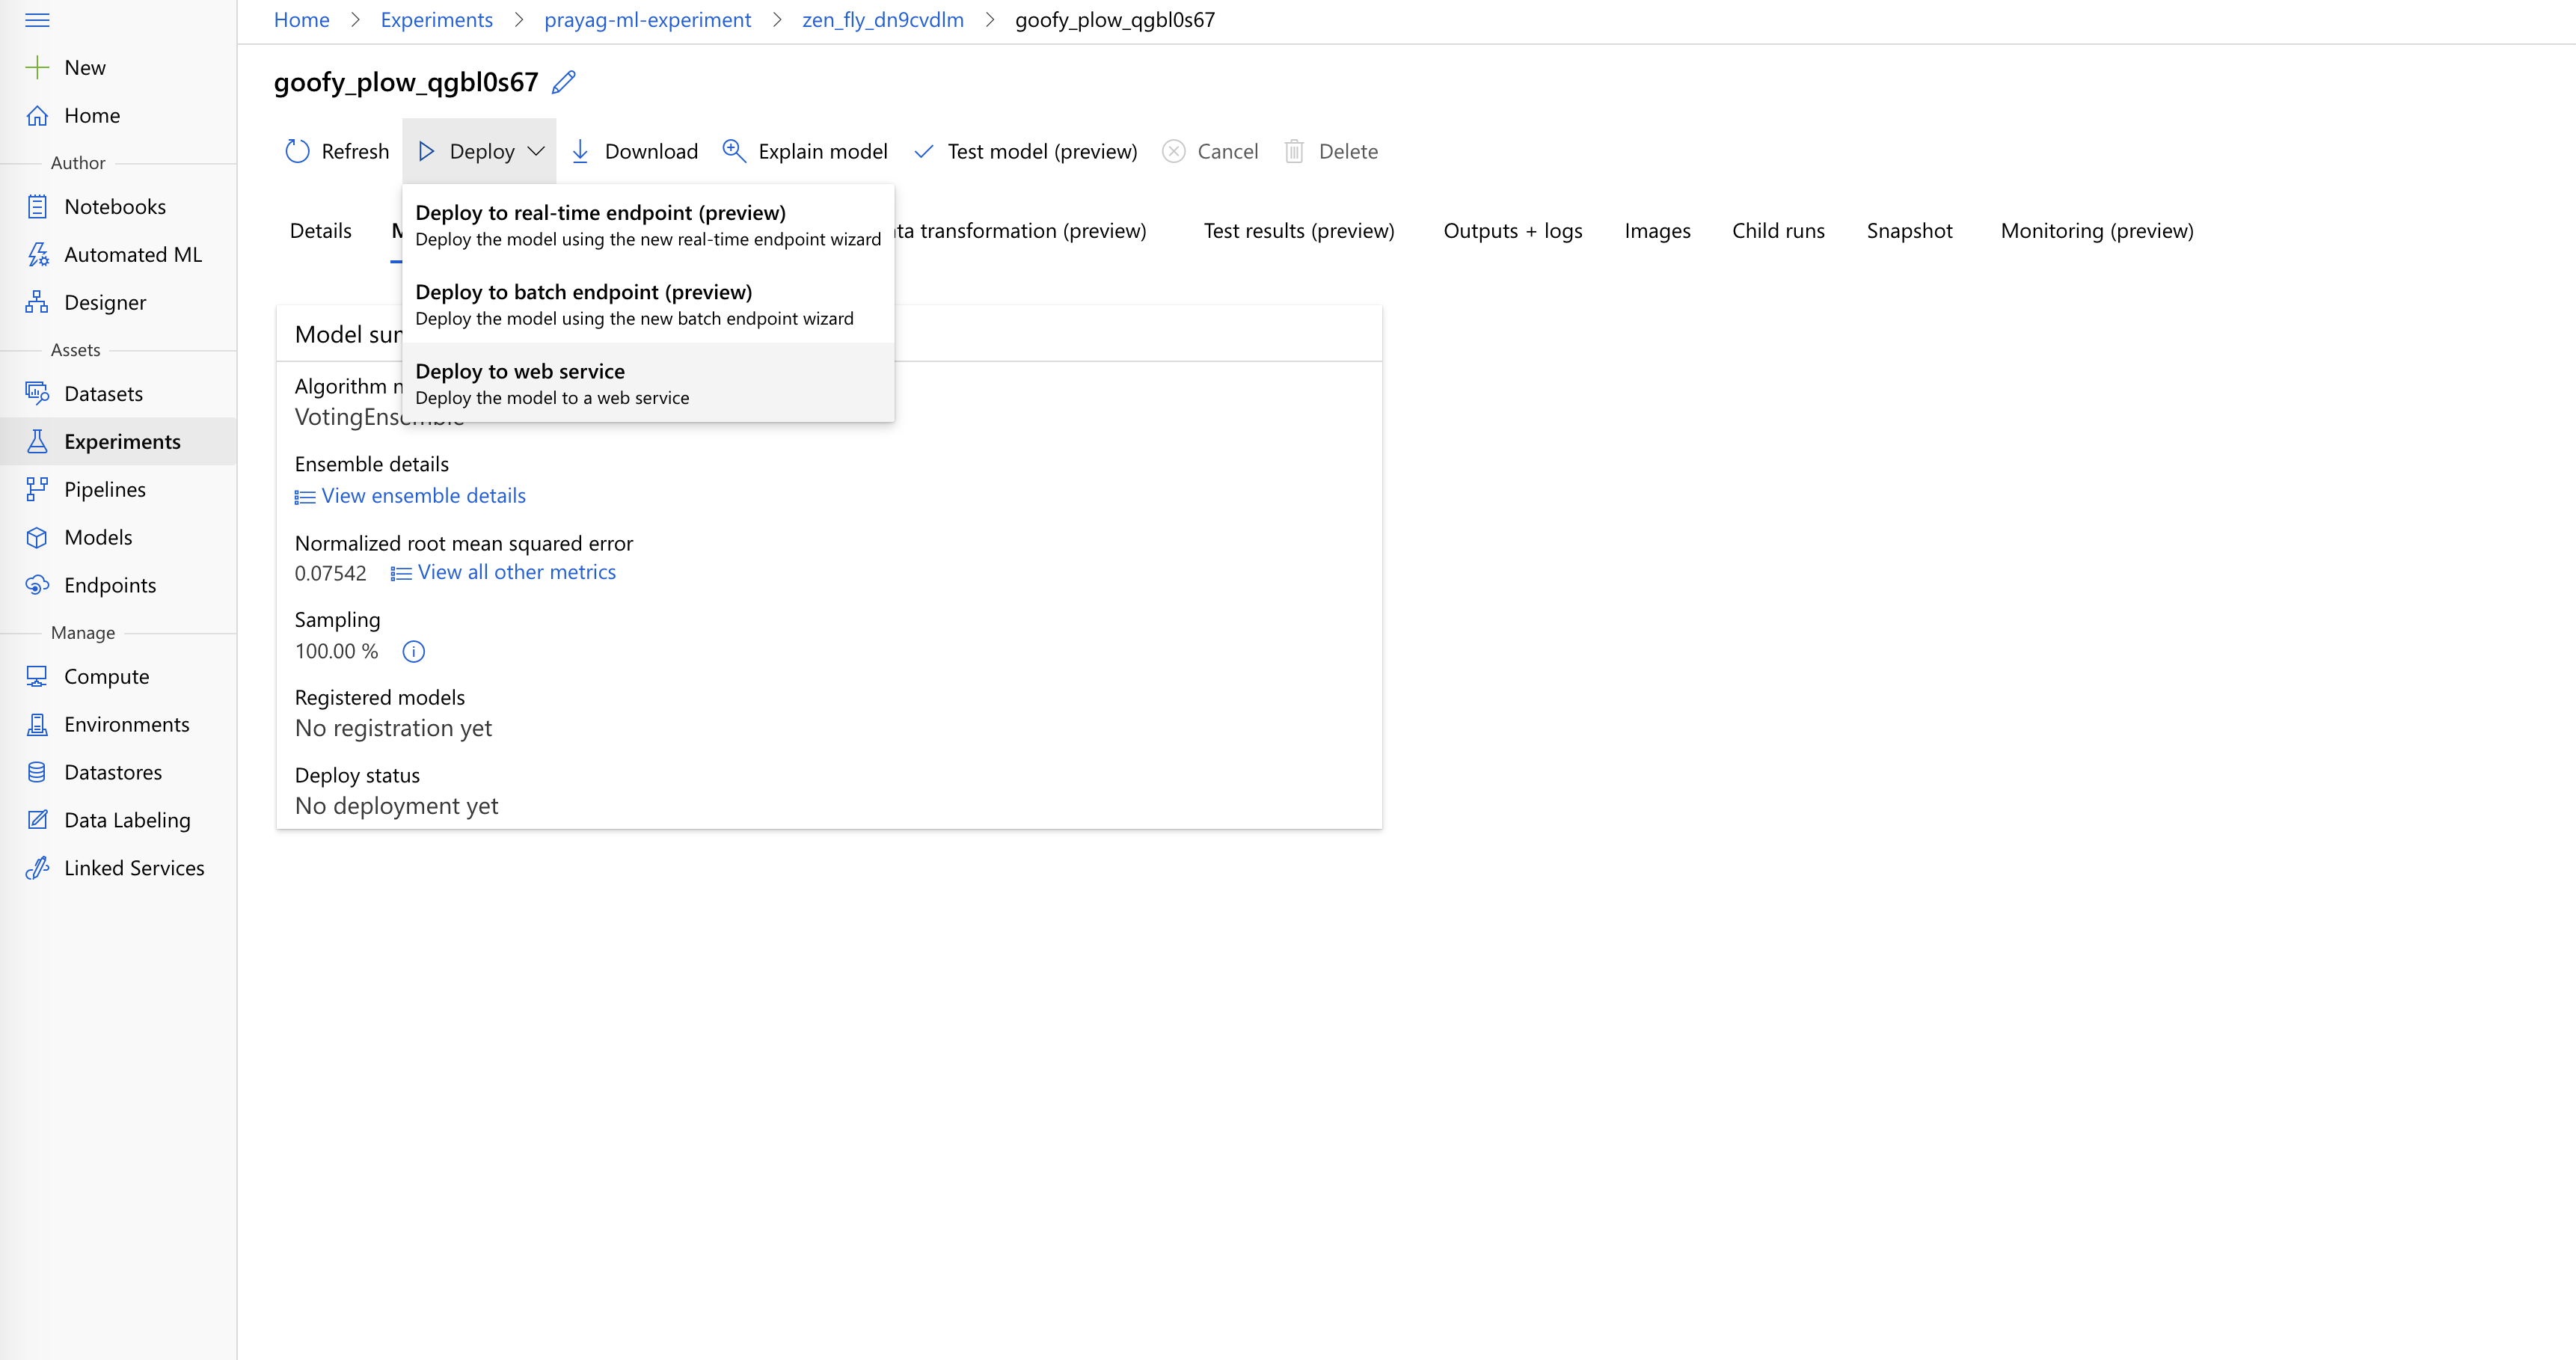 Home > Experiments > prayag-ml-experiment > zen_fly_dn9cvdlm > goofy_plow_qgbl0s67
New
Home
Author
Notebooks
Automated ML
Designer
Assets
Datasets
Experiments
Pipelines
Models
Endpoints
Manage
Compute
Environments
Datastores
Data Labeling
Linked Services
goofy_plow_qgbl0s67
Refresh Deploy Download Explain model Test model (preview) Cancel Delete
Deploy to real-time endpoint (preview)
Deploy the model using the new real-time endpoint wizard
Deploy to batch endpoint (preview)
Deploy the model using the new batch endpoint wizard
Deploy to web service
Deploy the model to a web service
Details transformation (preview) Test results (preview) Outputs + logs Images Child runs Snapshot Monitoring (preview)
Model
Algorithm
Ensemble details
View ensemble details
Normalized root mean squared error
0.07542 View all other metrics
Sampling
100.00 %
Registered models
No registration yet
Deploy status
No deployment yet